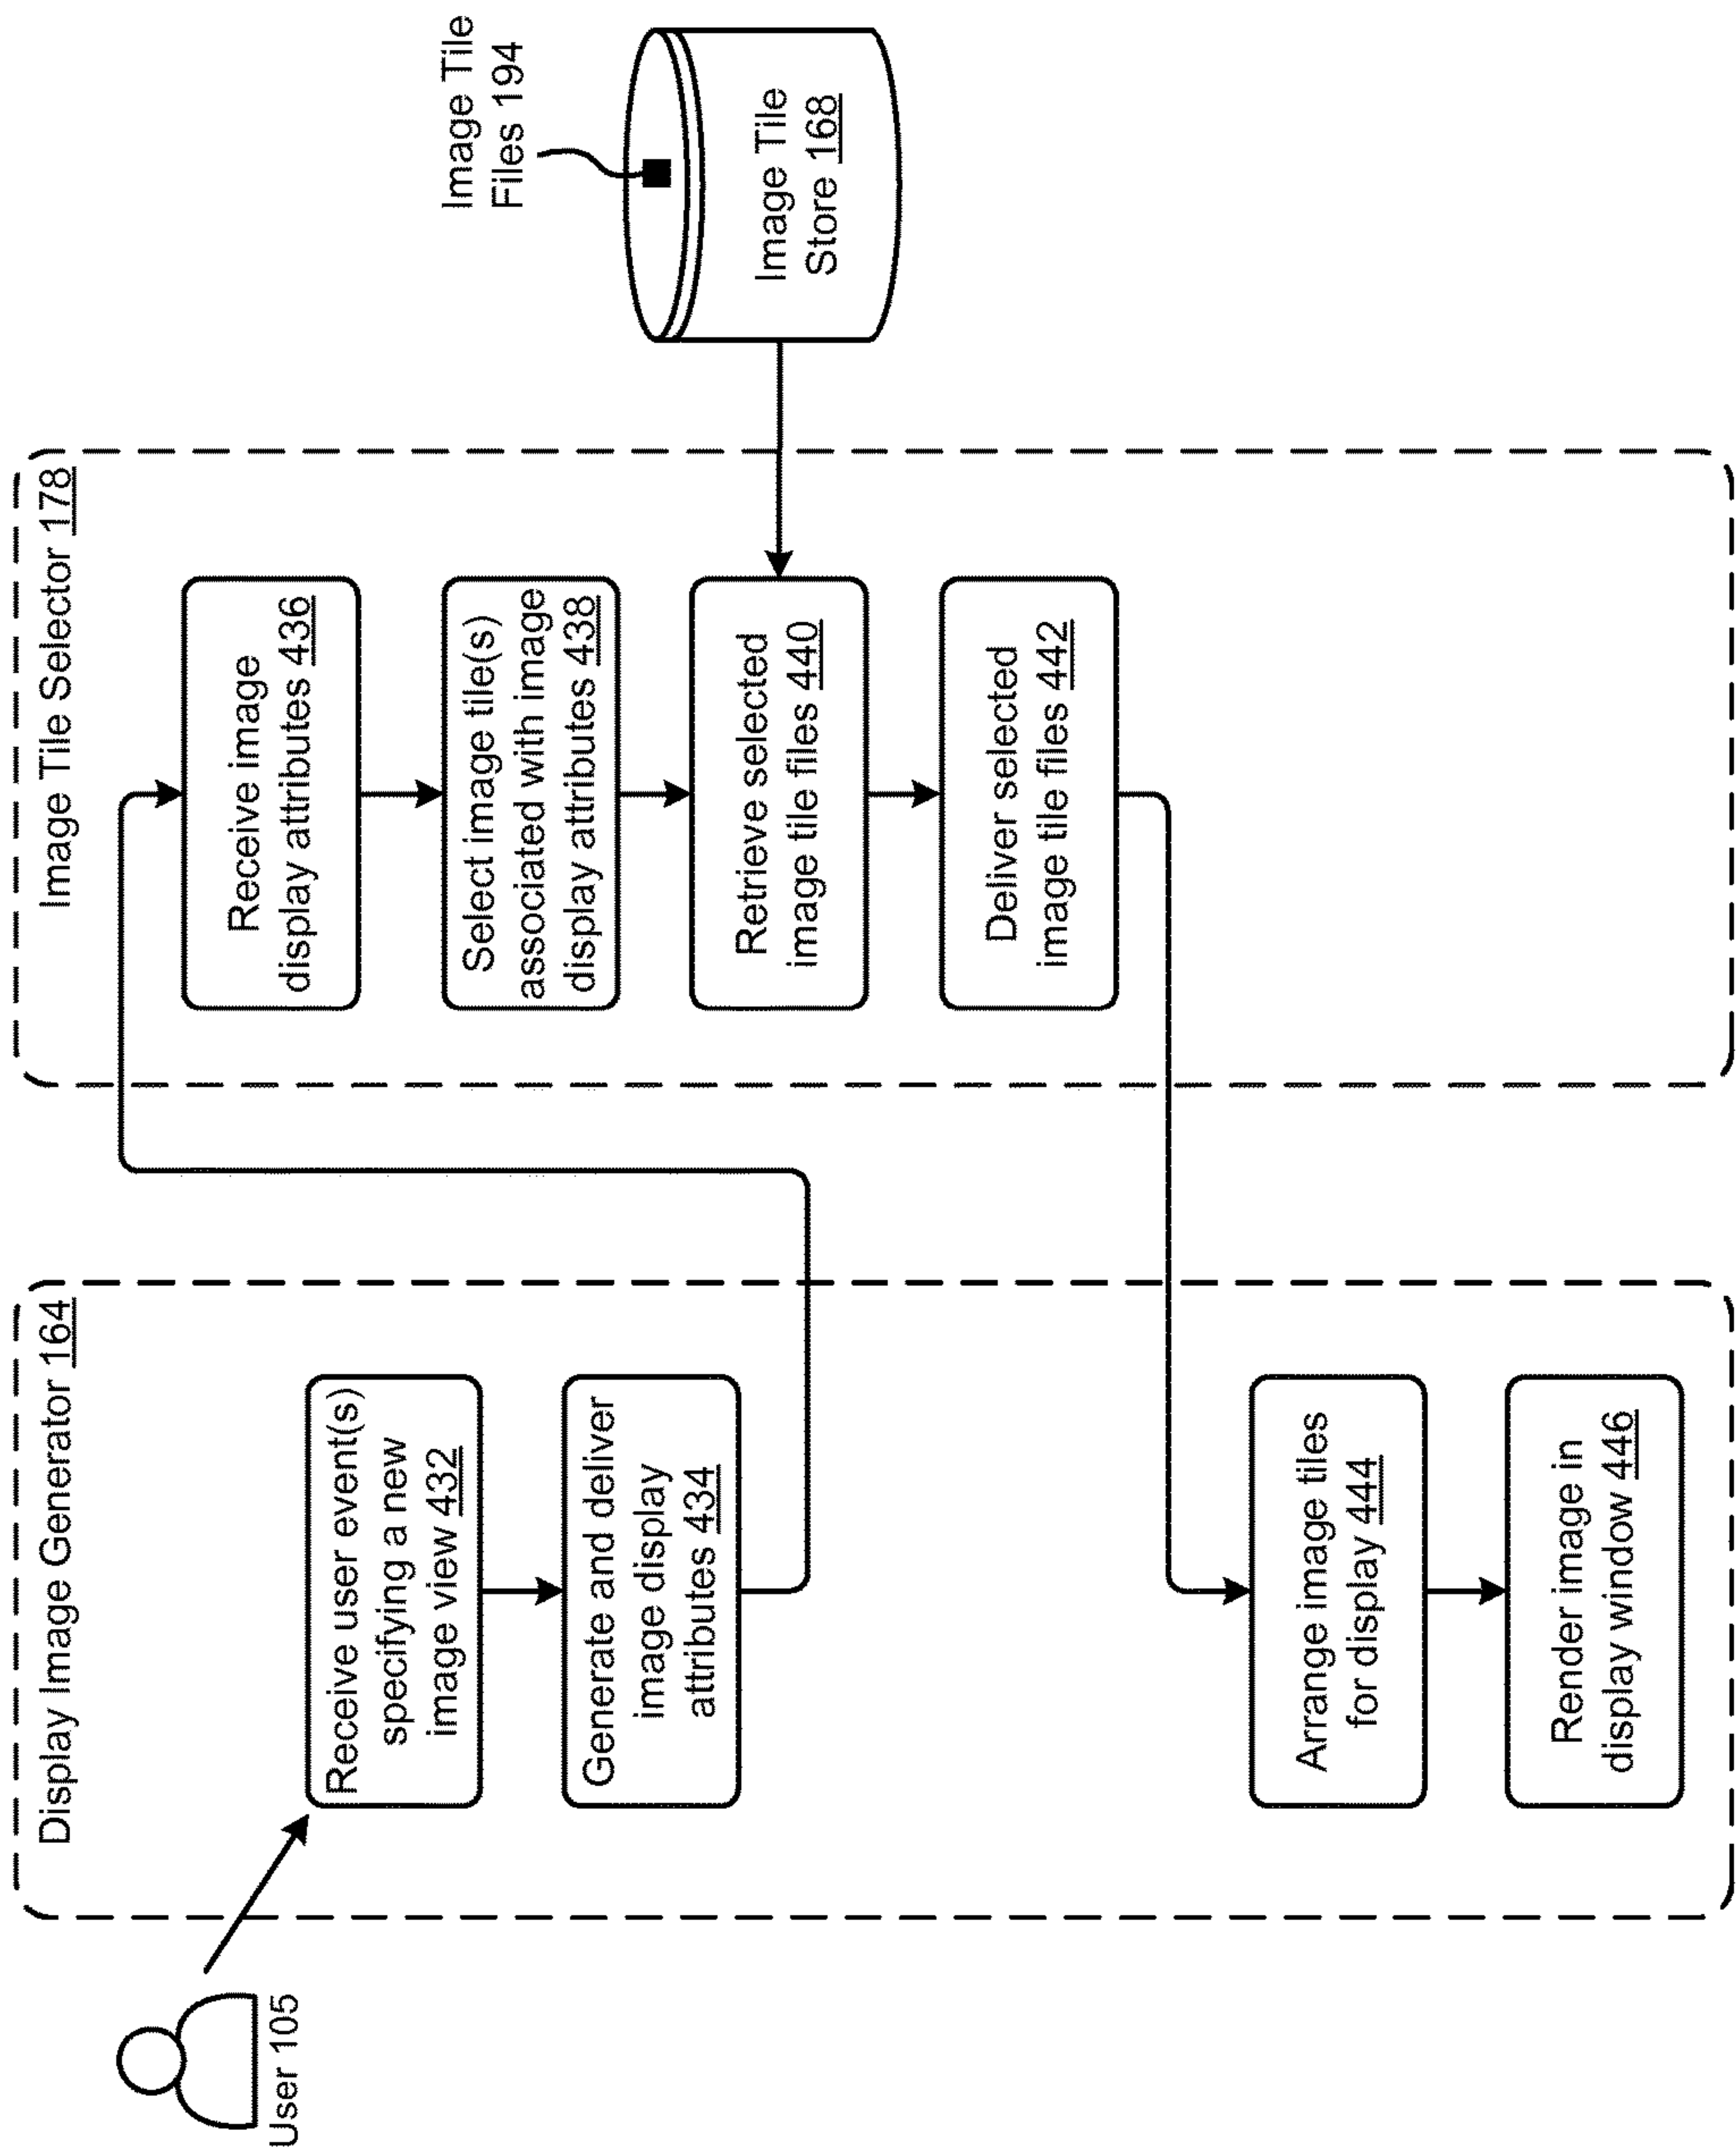 Display Image Generator 164
User 105
Receive user event(s)
specifying a new
image view 432
Generate and deliver
image display
attributes 434
Arrange image tiles
for display 444
Render image in
display window 446
Image Tile Selector 178
Receive image
display attributes 436
Select image tile(s)
associated with image
display attributes 438
Retrieve selected
image tile files 440
Deliver selected
image tile files 442
Image Tile
Files 194
Image Tile
Store 168